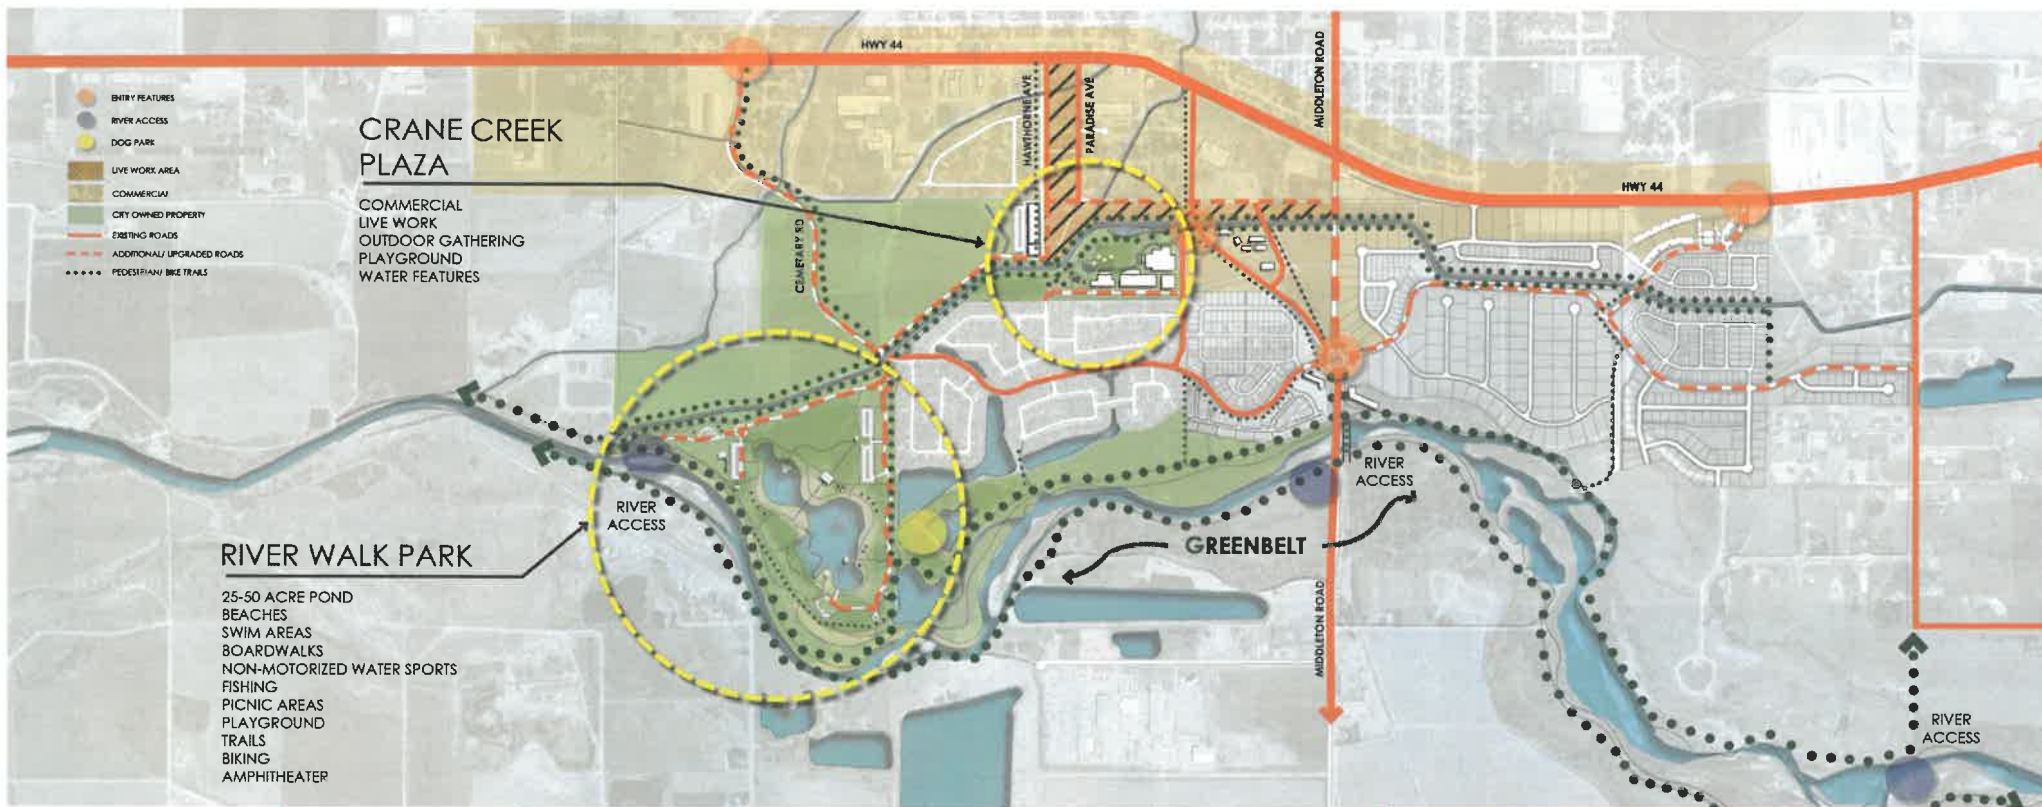 HWY 44
MIDDLETON ROAD
ENTRY FEATURES
RIVER ACCESS
DOG PARK
LIVE WORK AREA
COMMERCIAL
CITY OWNED PROPERTY
EXISTING ROADS
ADDITIONAL/ UPGRADED ROADS
PEDESTRIAN/ BIKE TRAILS
CRANE CREEK
PLAZA
COMMERCIAL
LIVE WORK
OUTDOOR GATHERING
PLAYGROUND
WATER FEATURES
HAWTHORNE AVE
PARADISE AVE
HWY 44
CEMETARY RD
RIVER
ACCESS
RIVER
ACCESS
GREENBELT
RIVER WALK PARK
25-50 ACRE POND
BEACHES
SWIM AREAS
BOARDWALKS
NON-MOTORIZED WATER SPORTS
FISHING
PICNIC AREAS
PLAYGROUND
TRAILS
BIKING
AMPHITHEATER
MIDDLETON ROAD
RIVER
ACCESS